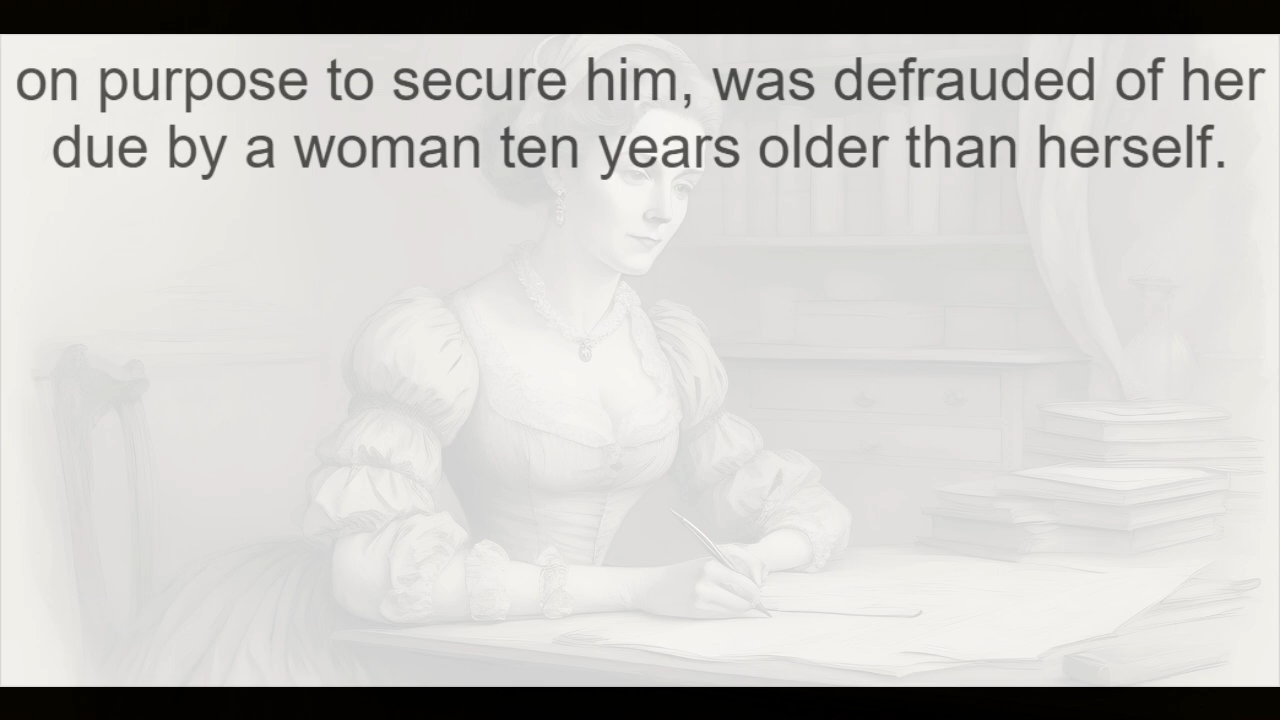 on purpose to secure him, was defrauded of her
due by a woman ten years older than herself.